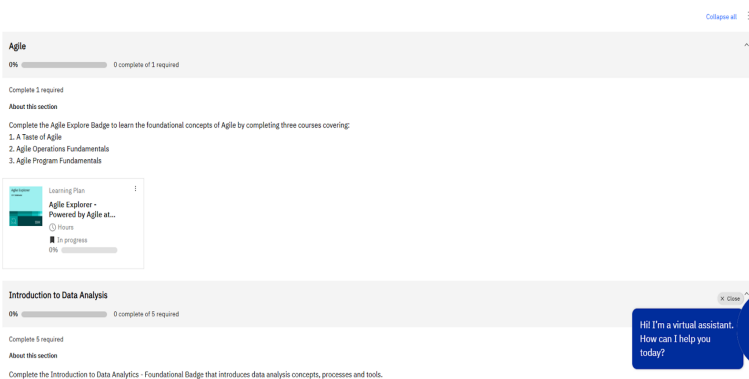 Collapse all
Agile
0% 0 complete of 1 required
Complete 1 required
About this section
Complete the Agile Explore Badge to learn the foundational concepts of Agile by completing three courses covering:
1. A Taste of Agile
2. Agile Operations Fundamentals
3. Agile Program Fundamentals
Learning Plan
Agile Explorer -
Powered by Agile at...
Hours
In progress
0%
Introduction to Data Analysis
× Close
0% 0 complete of 5 required
Hi! I'm a virtual assistant.
How can I help you
today?
Complete 5 required
About this section
Complete the Introduction to Data Analytics - Foundational Badge that introduces data analysis concepts, processes and tools.